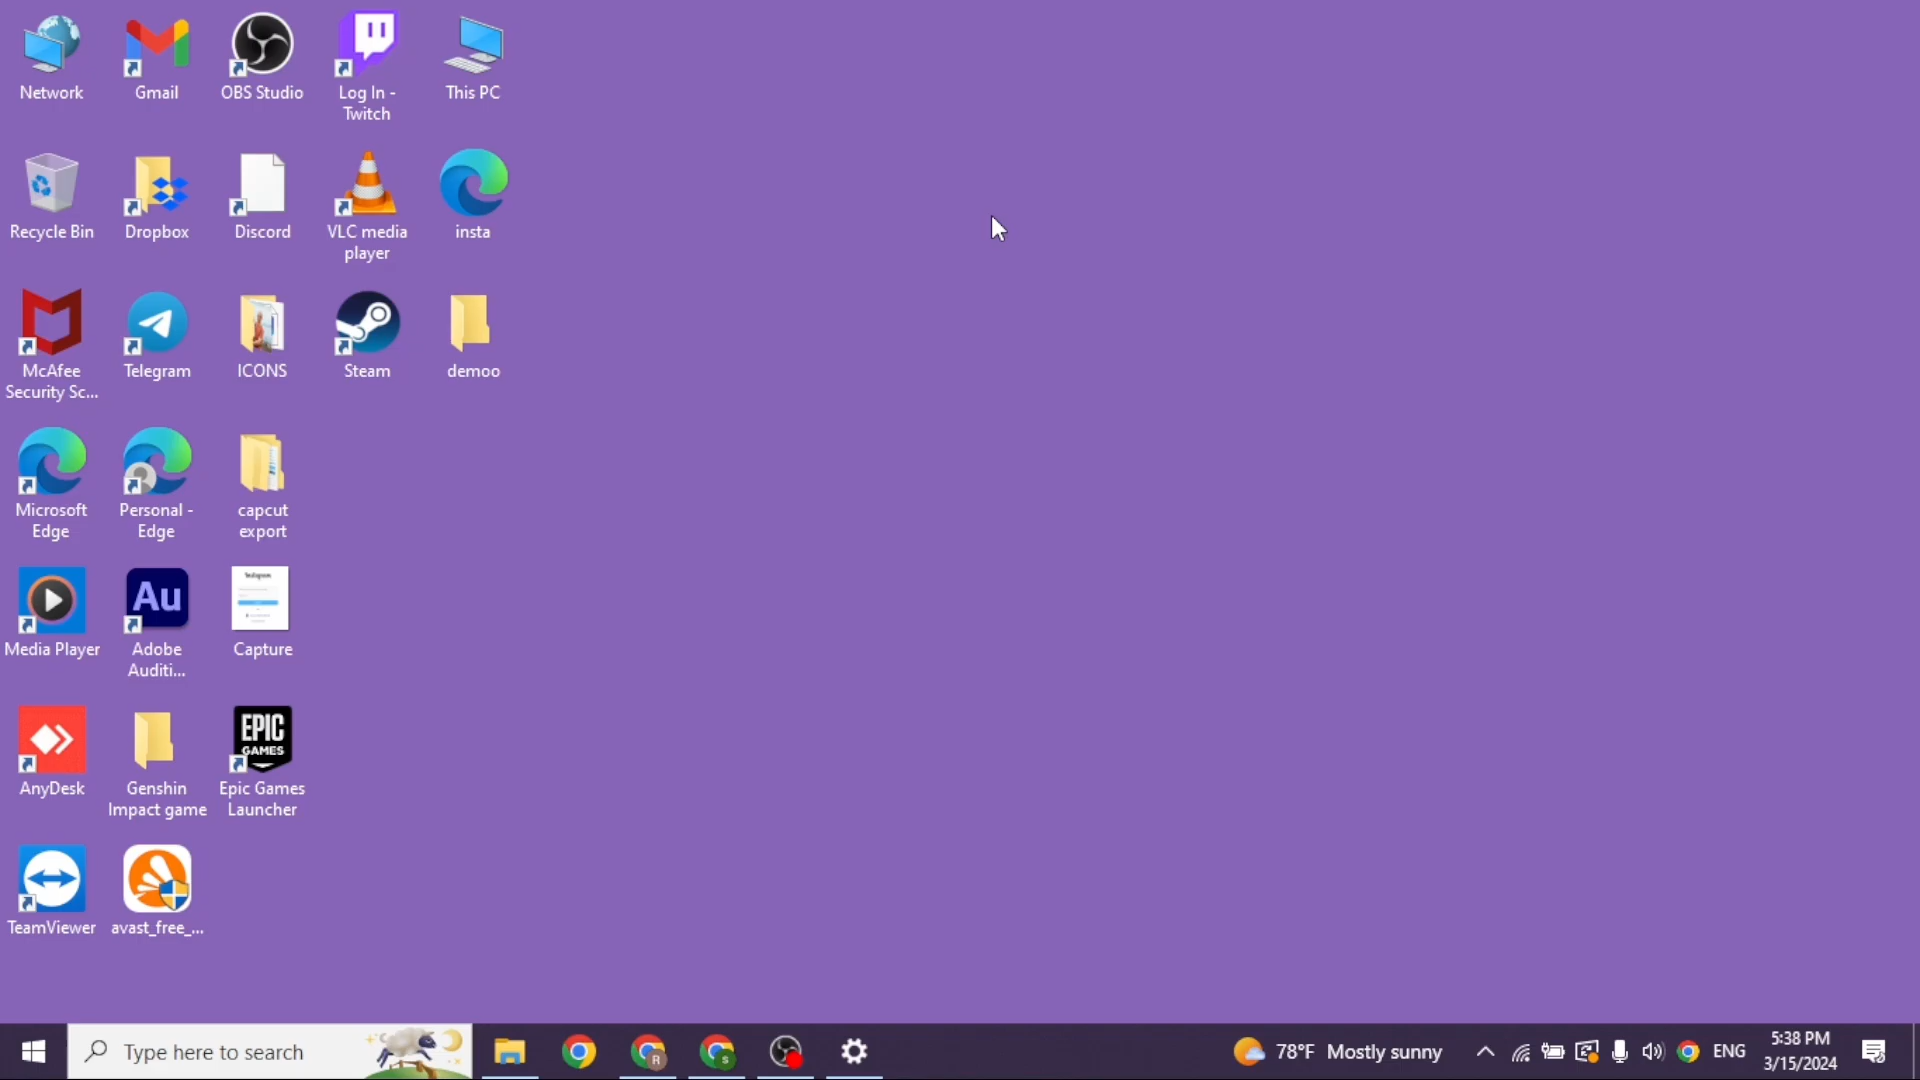 Network
Gmail
OBS Studio
Log In -
Twitch
This PC
Recycle Bin
Dropbox
Discord
VLC media
player
insta
McAfee
Security Sc...
Telegram
ICONS
Steam
demoo
Microsoft
Edge
Personal -
Edge
capcut
export
Instagram
Media Player
Au
Adobe
Auditi...
Capture
AnyDesk
Genshin
Impact game
EPIC
GAMES
Epic Games
Launcher
TeamViewer
avast_free_...
Type here to search
R
S
78°F Mostly sunny
ENG
5:38 PM
3/15/2024